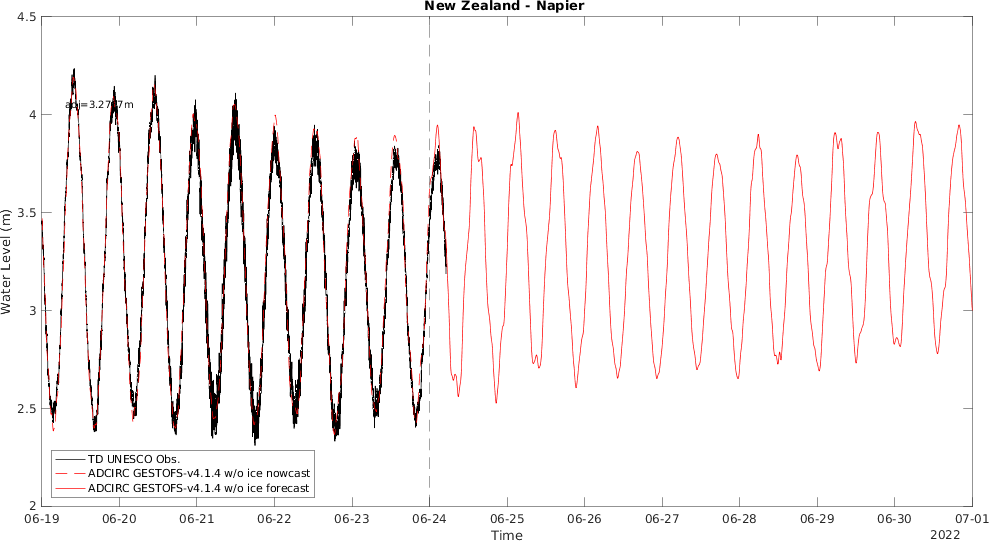 New Zealand - Napier
4.5
4
3.5
3
2.5
2
Water Level (m)
TD UNESCO Obs.
ADCIRC GESTOFS-v4.1.4 w/o ice nowcast
ADCIRC GESTOFS-v4.1.4 w/o ice forecast
06-19 06-20 06-21 06-22 06-23 06-24 06-25 06-26 06-27 06-28 06-29 06-30 07-01
Time
2022